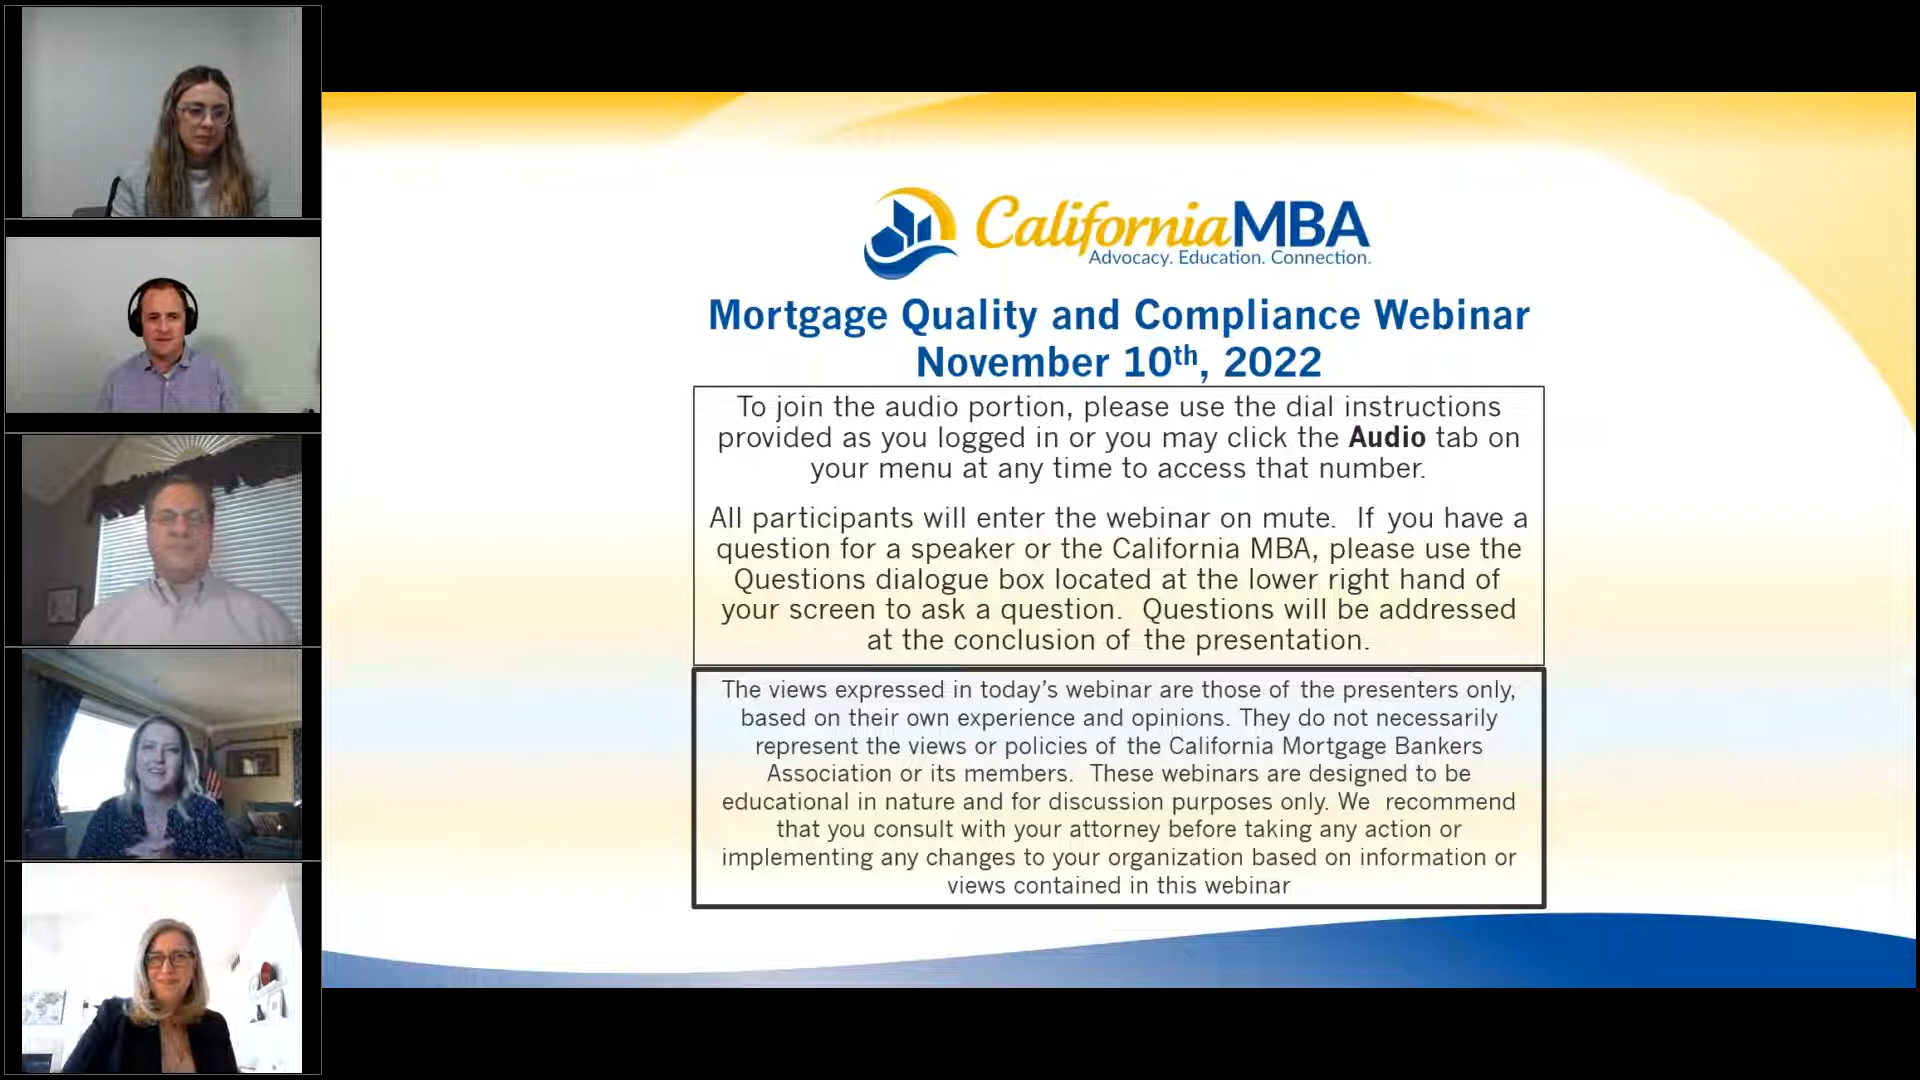 CaliforniaMBA
Advocacy. Education. Connection.
Mortgage Quality and Compliance Webinar
November 10th, 2022
To join the audio portion, please use the dial instructions
provided as you logged in or you may click the Audio tab on
your menu at any time to access that number.
All participants will enter the webinar on mute.  If you have a
question for a speaker or the California MBA, please use the
Questions dialogue box located at the lower right hand of
your screen to ask a question.  Questions will be addressed
at the conclusion of the presentation.
The views expressed in today’s webinar are those of the presenters only,
based on their own experience and opinions. They do not necessarily
represent the views or policies of the California Mortgage Bankers
Association or its members.  These webinars are designed to be
educational in nature and for discussion purposes only. We  recommend
that you consult with your attorney before taking any action or
implementing any changes to your organization based on information or
views contained in this webinar